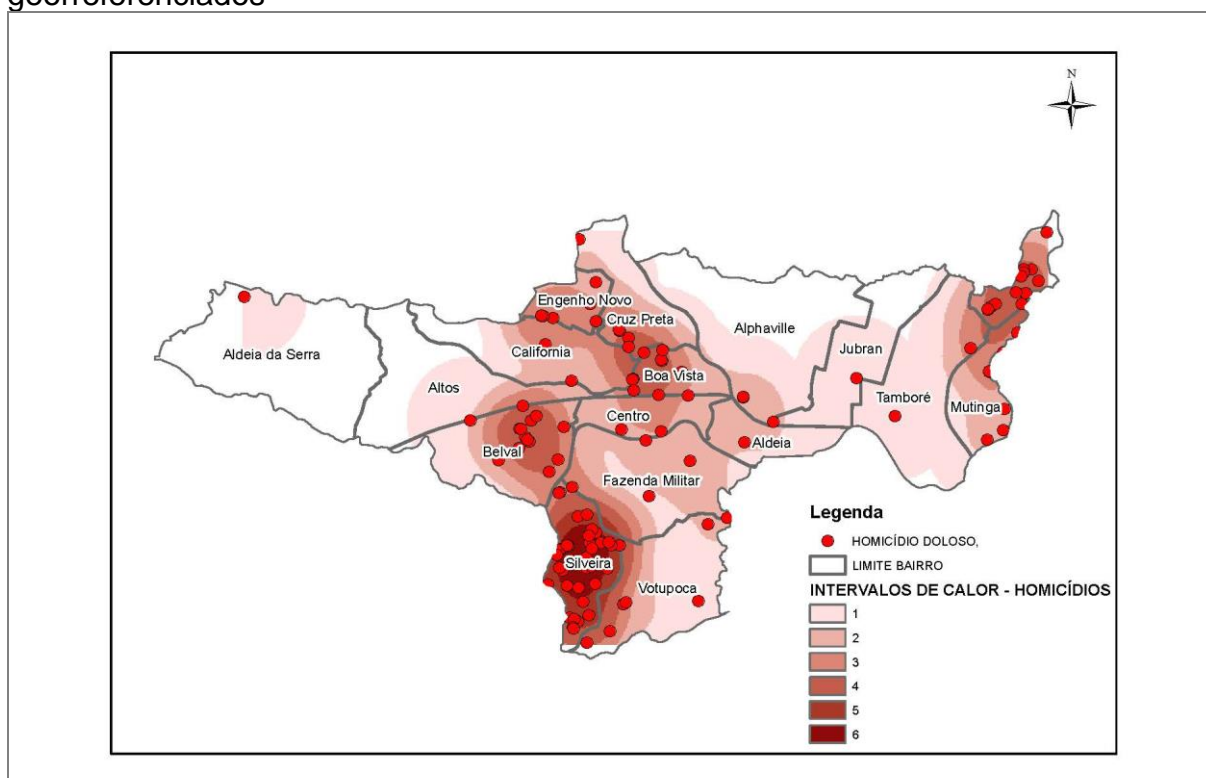 georreferenciados
N
Engenho Novo
Cruz Preta
Alphaville
Aldeia da Serra
California
Jubran
Boa Vista
Altos
Tamboré
Mutinga
Centro
Aldeia
Belval
Fazenda Militar
Silveira
Votupoca
Legenda
HOMICÍDIO DOLOSO,
LIMITE BAIRRO
INTERVALOS DE CALOR - HOMICÍDIOS
1
2
3
4
5
6